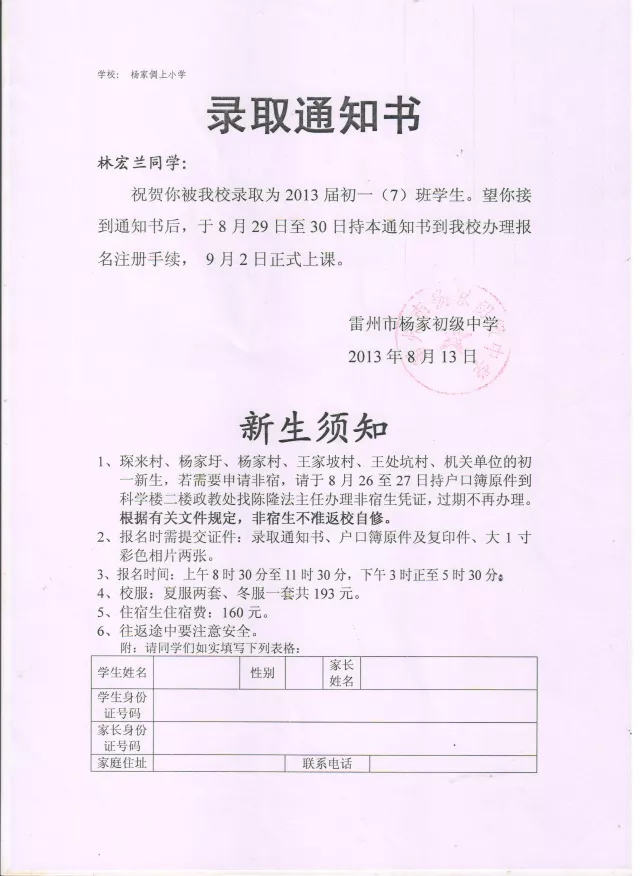 学校： 杨家倜上小学
录取通知书
林宏兰同学：
祝贺你被我校录取为 2013 届初一（7）班学生。望你接
到通知书后，于 8 月 29 日至 30 日持本通知书到我校办理报
名注册手续， 9 月 2 日正式上课。
雷州市杨家初级中学
2013 年 8 月 13 日
新生须知
1、琛来村、杨家圩、杨家村、王家坡村、王处坑村、机关单位的初
一新生，若需要申请非宿，请于 8 月 26 至 27 日持户口簿原件到
科学楼二楼政教处找陈隆法主任办理非宿生凭证，过期不再办理。
根据有关文件规定，非宿生不准返校自修。
2、报名时需提交证件：录取通知书、户口簿原件及复印件、大 1 寸
彩色相片两张。
3、报名时间：上午 8 时 30 分至 11 时 30 分，下午 3 时正至 5 时 30 分。
4、校服：夏服两套、冬服一套共 193 元。
5、住宿生住宿费：160 元。
6、往返途中要注意安全。
附：请同学们如实填写下列表格：
学生姓名 性别 家长
姓名
学生身份
证号码
家长身份
证号码
家庭住址 联系电话